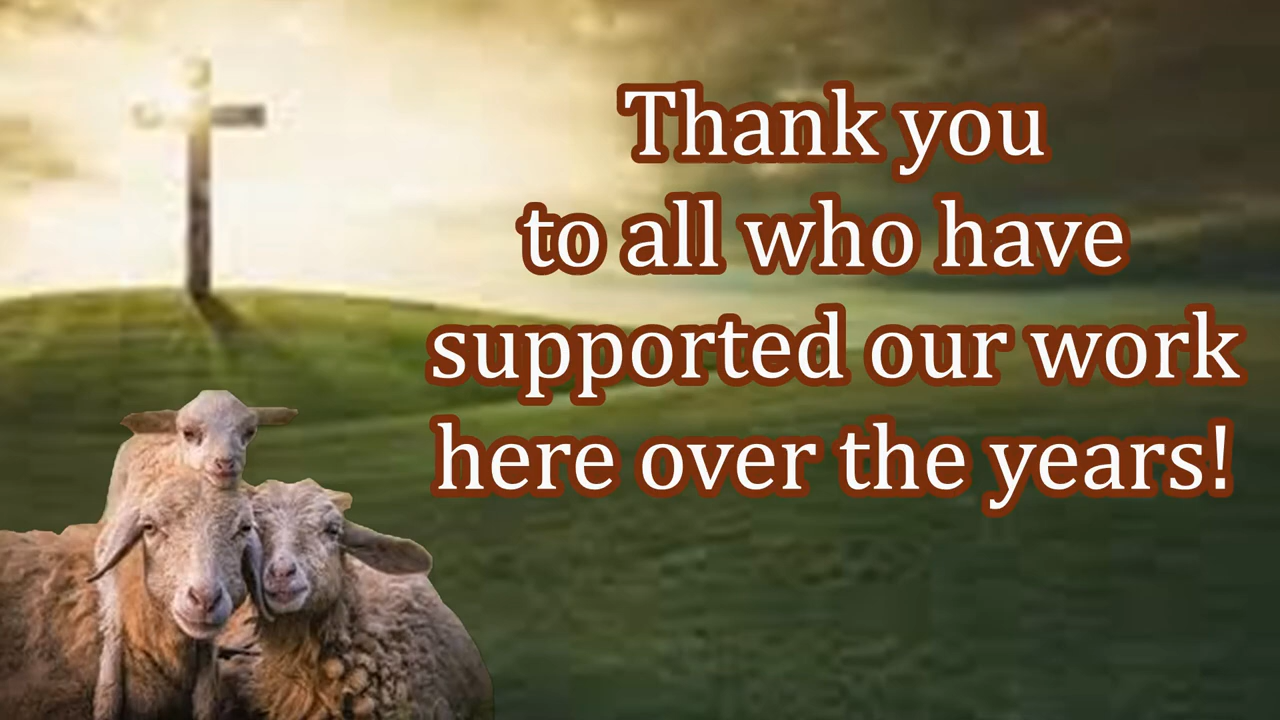 Thank you
to all who have
supported our work
here over the years!